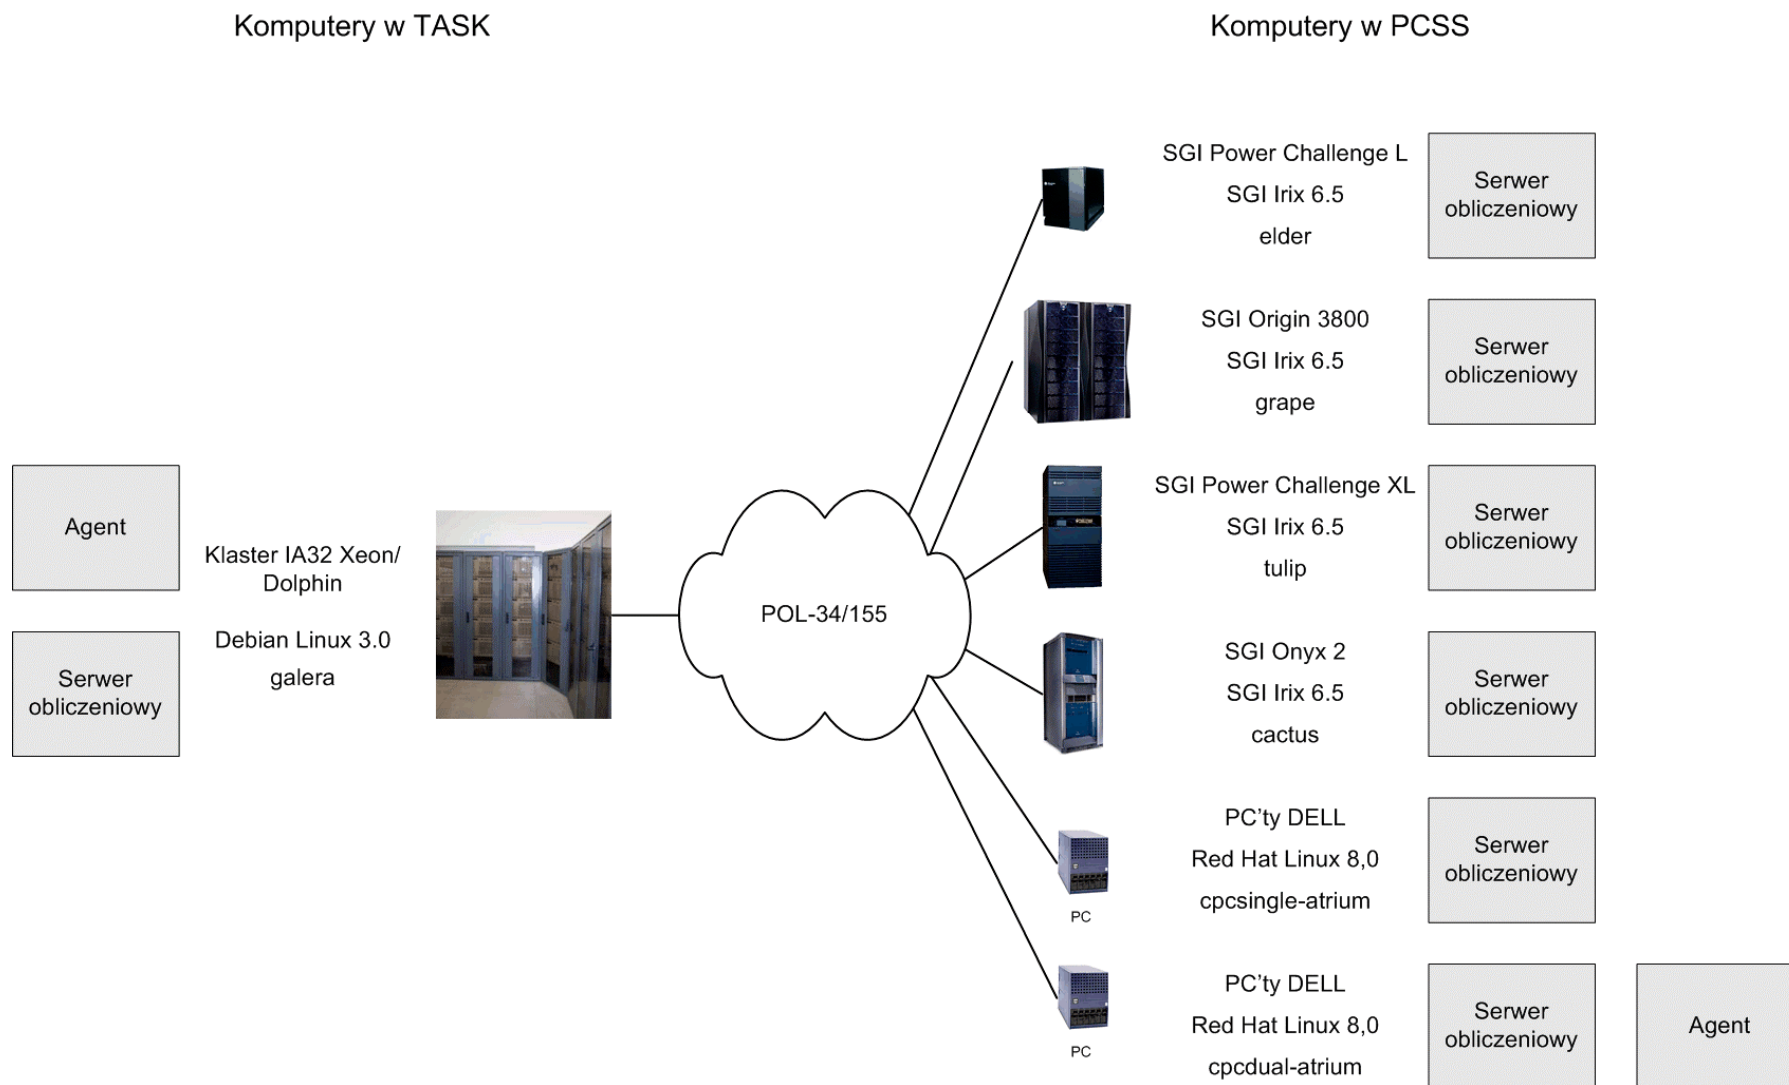 Komputery w TASK
Komputery w PCSS
SGI Power Challenge L
SGI Irix 6.5
elder
Serwer
obliczeniowy
SGI Origin 3800
SGI Irix 6.5
grape
Serwer
obliczeniowy
Agent
Klaster IA32 Xeon/
Dolphin
Debian Linux 3.0
galera
Serwer
obliczeniowy
POL-34/155
SGI Power Challenge XL
SGI Irix 6.5
tulip
Serwer
obliczeniowy
SGI Onyx 2
SGI Irix 6.5
cactus
Serwer
obliczeniowy
PC'ty DELL
Red Hat Linux 8,0
cpcsingle-atrium
PC
Serwer
obliczeniowy
PC'ty DELL
Red Hat Linux 8,0
cpcdual-atrium
PC
Serwer
obliczeniowy
Agent